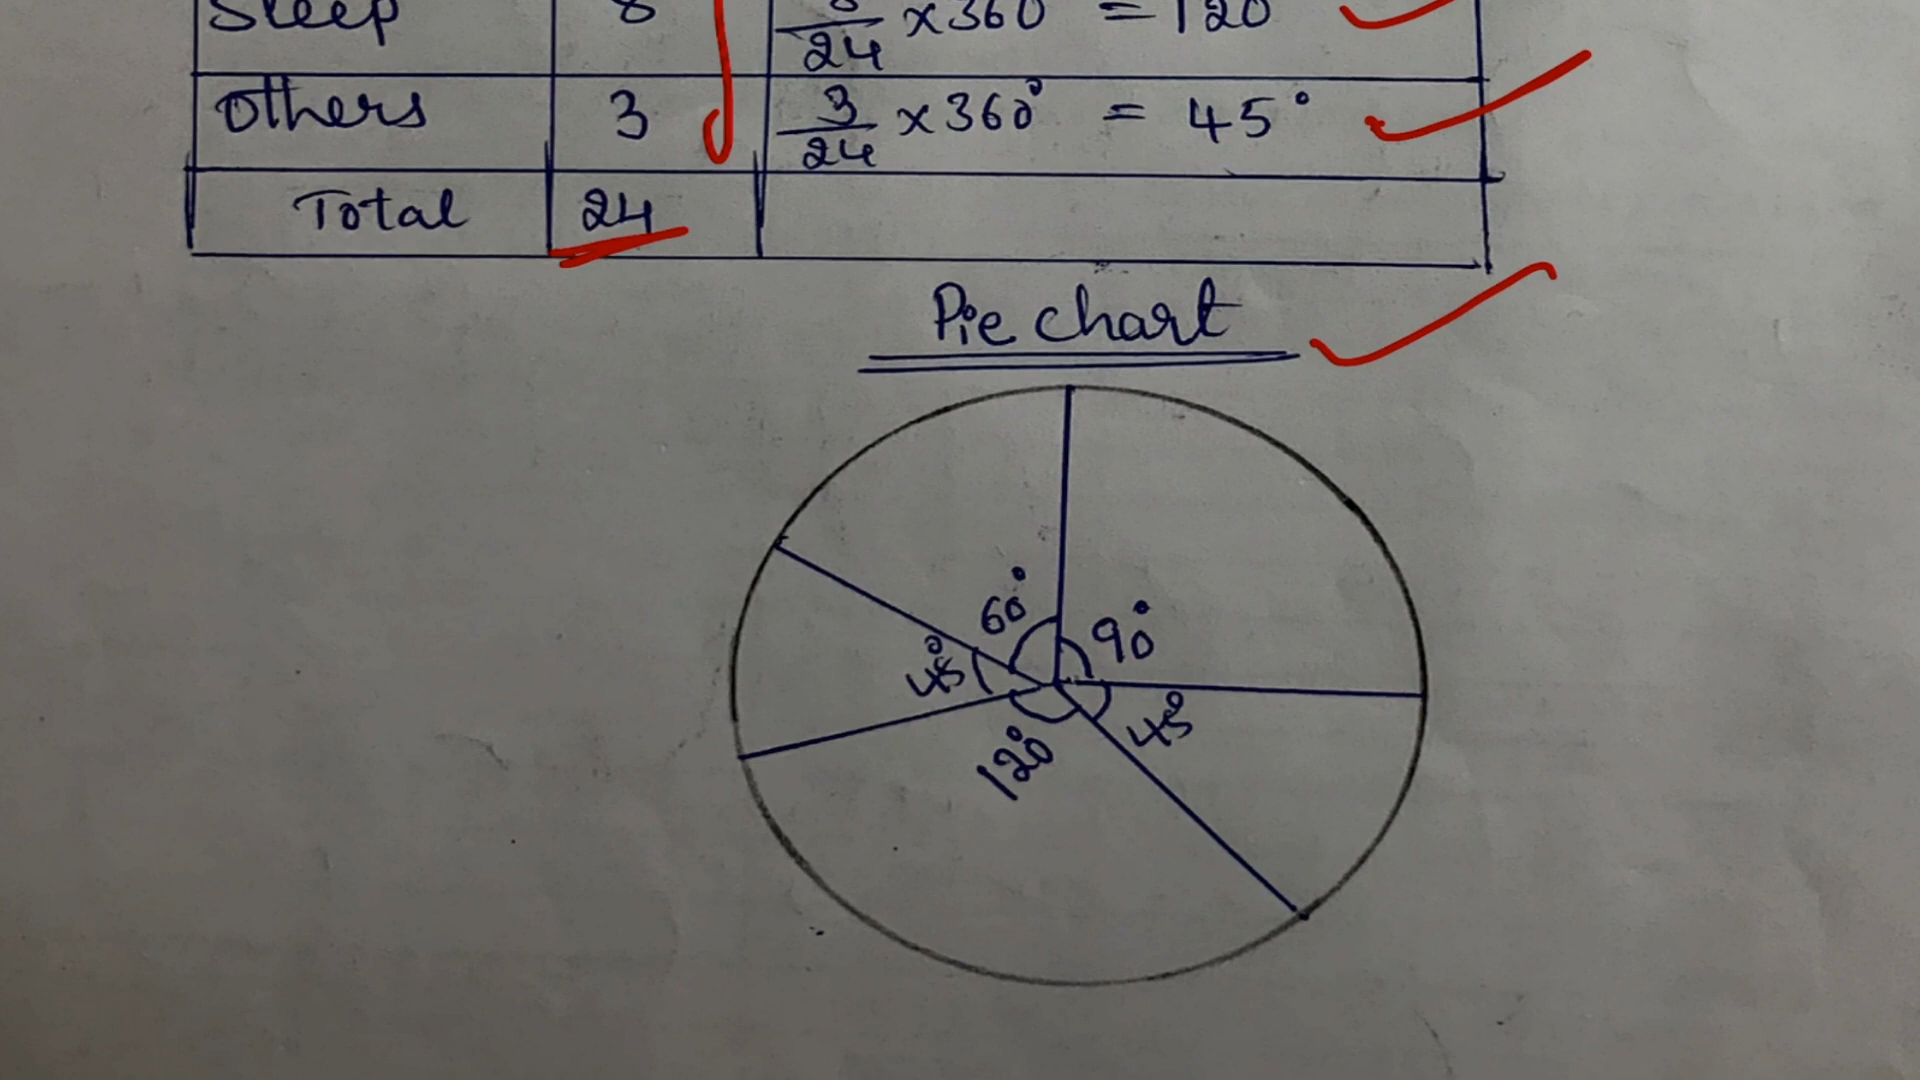 Sleep 8 8/24 x 360 = 120
Others 3 3/24 x 360° = 45°
Total 24
Pie chart
60° 90°
45° 45°
120°